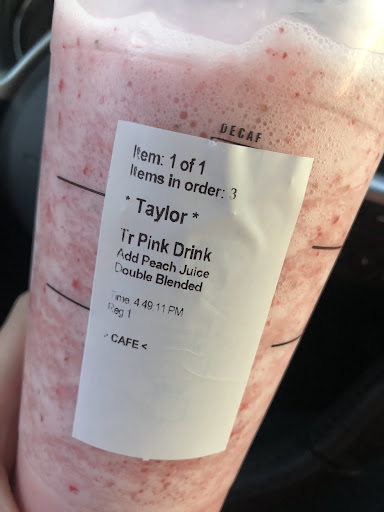 DECAF
Item: 1 of 1
Items in order: 3
* Taylor *
Tr Pink Drink
Add Peach Juice
Double Blended
Time: 4:49:11 PM
Reg: 1
> CAFE <